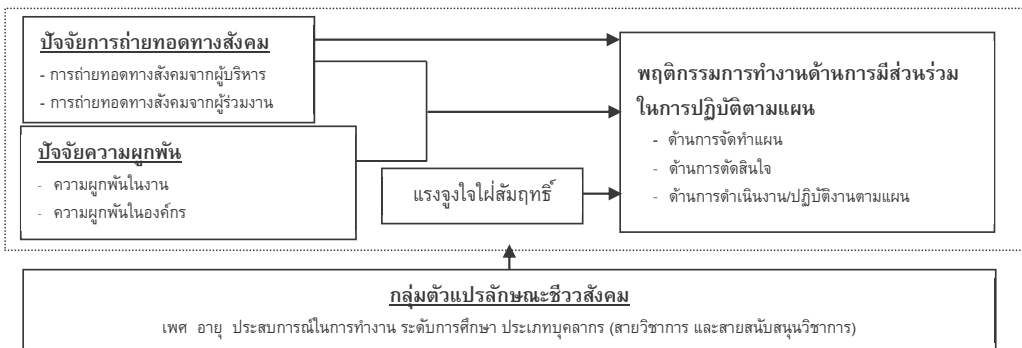 ปัจจัยการถ่ายทอดทางสังคม
- การถ่ายทอดทางสังคมจากผู้บริหาร
- การถ่ายทอดทางสังคมจากผู้ร่วมงาน
ปัจจัยความผูกพัน
- ความผูกพันในงาน
- ความผูกพันในองค์กร
แรงจูงใจใฝ่สัมฤทธิ์
พฤติกรรมการทำงานด้านการมีส่วนร่วม
ในการปฏิบัติตามแผน
- ด้านการจัดทำแผน
- ด้านการตัดสินใจ
- ด้านการดำเนินงาน/ปฏิบัติงานตามแผน
กลุ่มตัวแปรลักษณะชีววสังคม
เพศ อายุ ประสบการณ์ในการทำงาน ระดับการศึกษา ประเภทบุคลากร (สายวิชาการ และสายสนับสนุนวิชาการ)